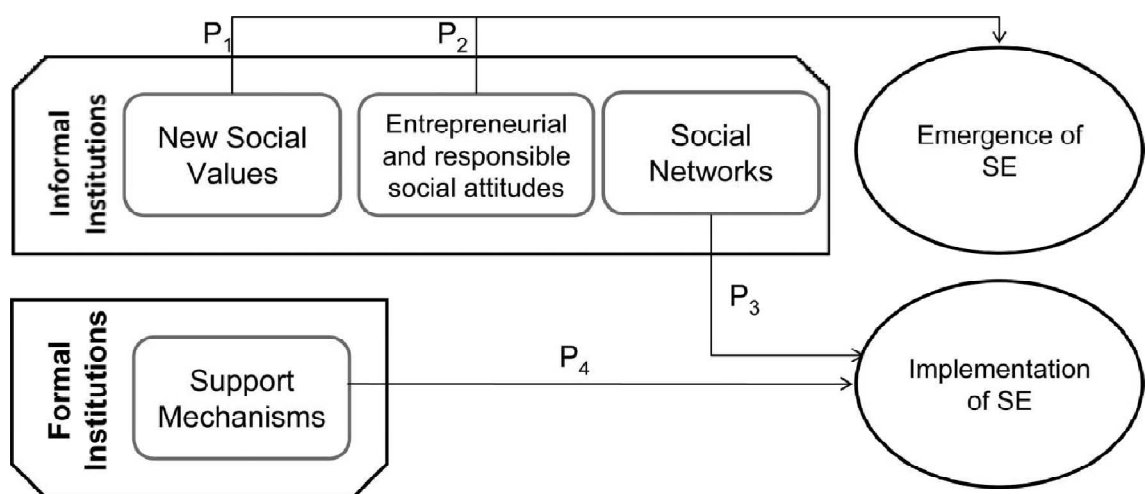 P1
P2
Informal
Institutions
New Social
Values
Entrepreneurial
and responsible
social attitudes
Social
Networks
Emergence of
SE
P3
Formal
Institutions
Support
Mechanisms
P4
Implementation
of SE